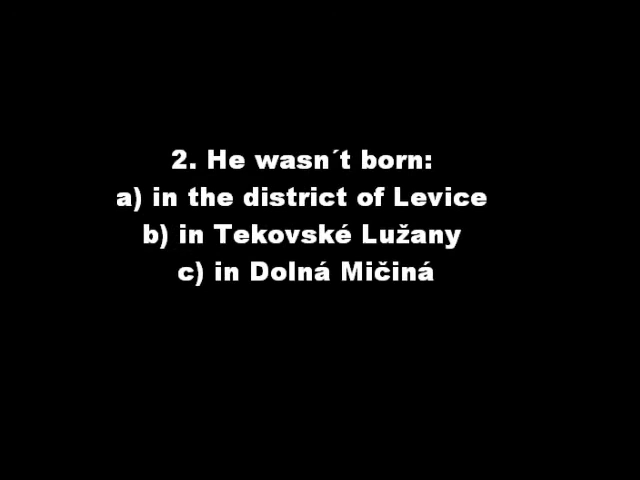 2. He wasn´t born:
a) in the district of Levice
b) in Tekovské Lužany
c) in Dolná Mičiná